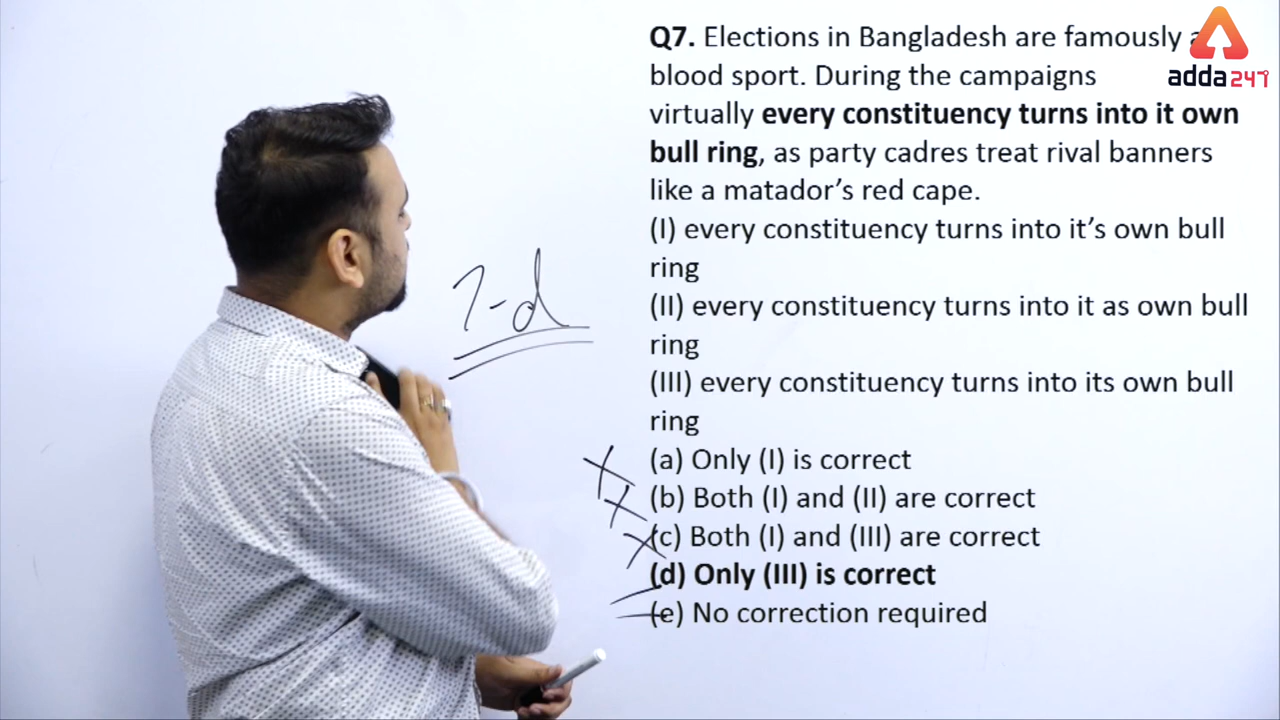 Q7. Elections in Bangladesh are famously a
blood sport. During the campaigns
virtually every constituency turns into it own
bull ring, as party cadres treat rival banners
like a matador’s red cape.
(I) every constituency turns into it’s own bull
ring
(II) every constituency turns into it as own bull
ring
(III) every constituency turns into its own bull
ring
(a) Only (I) is correct
(b) Both (I) and (II) are correct
(c) Both (I) and (III) are correct
(d) Only (III) is correct
(e) No correction required
adda247
7-d